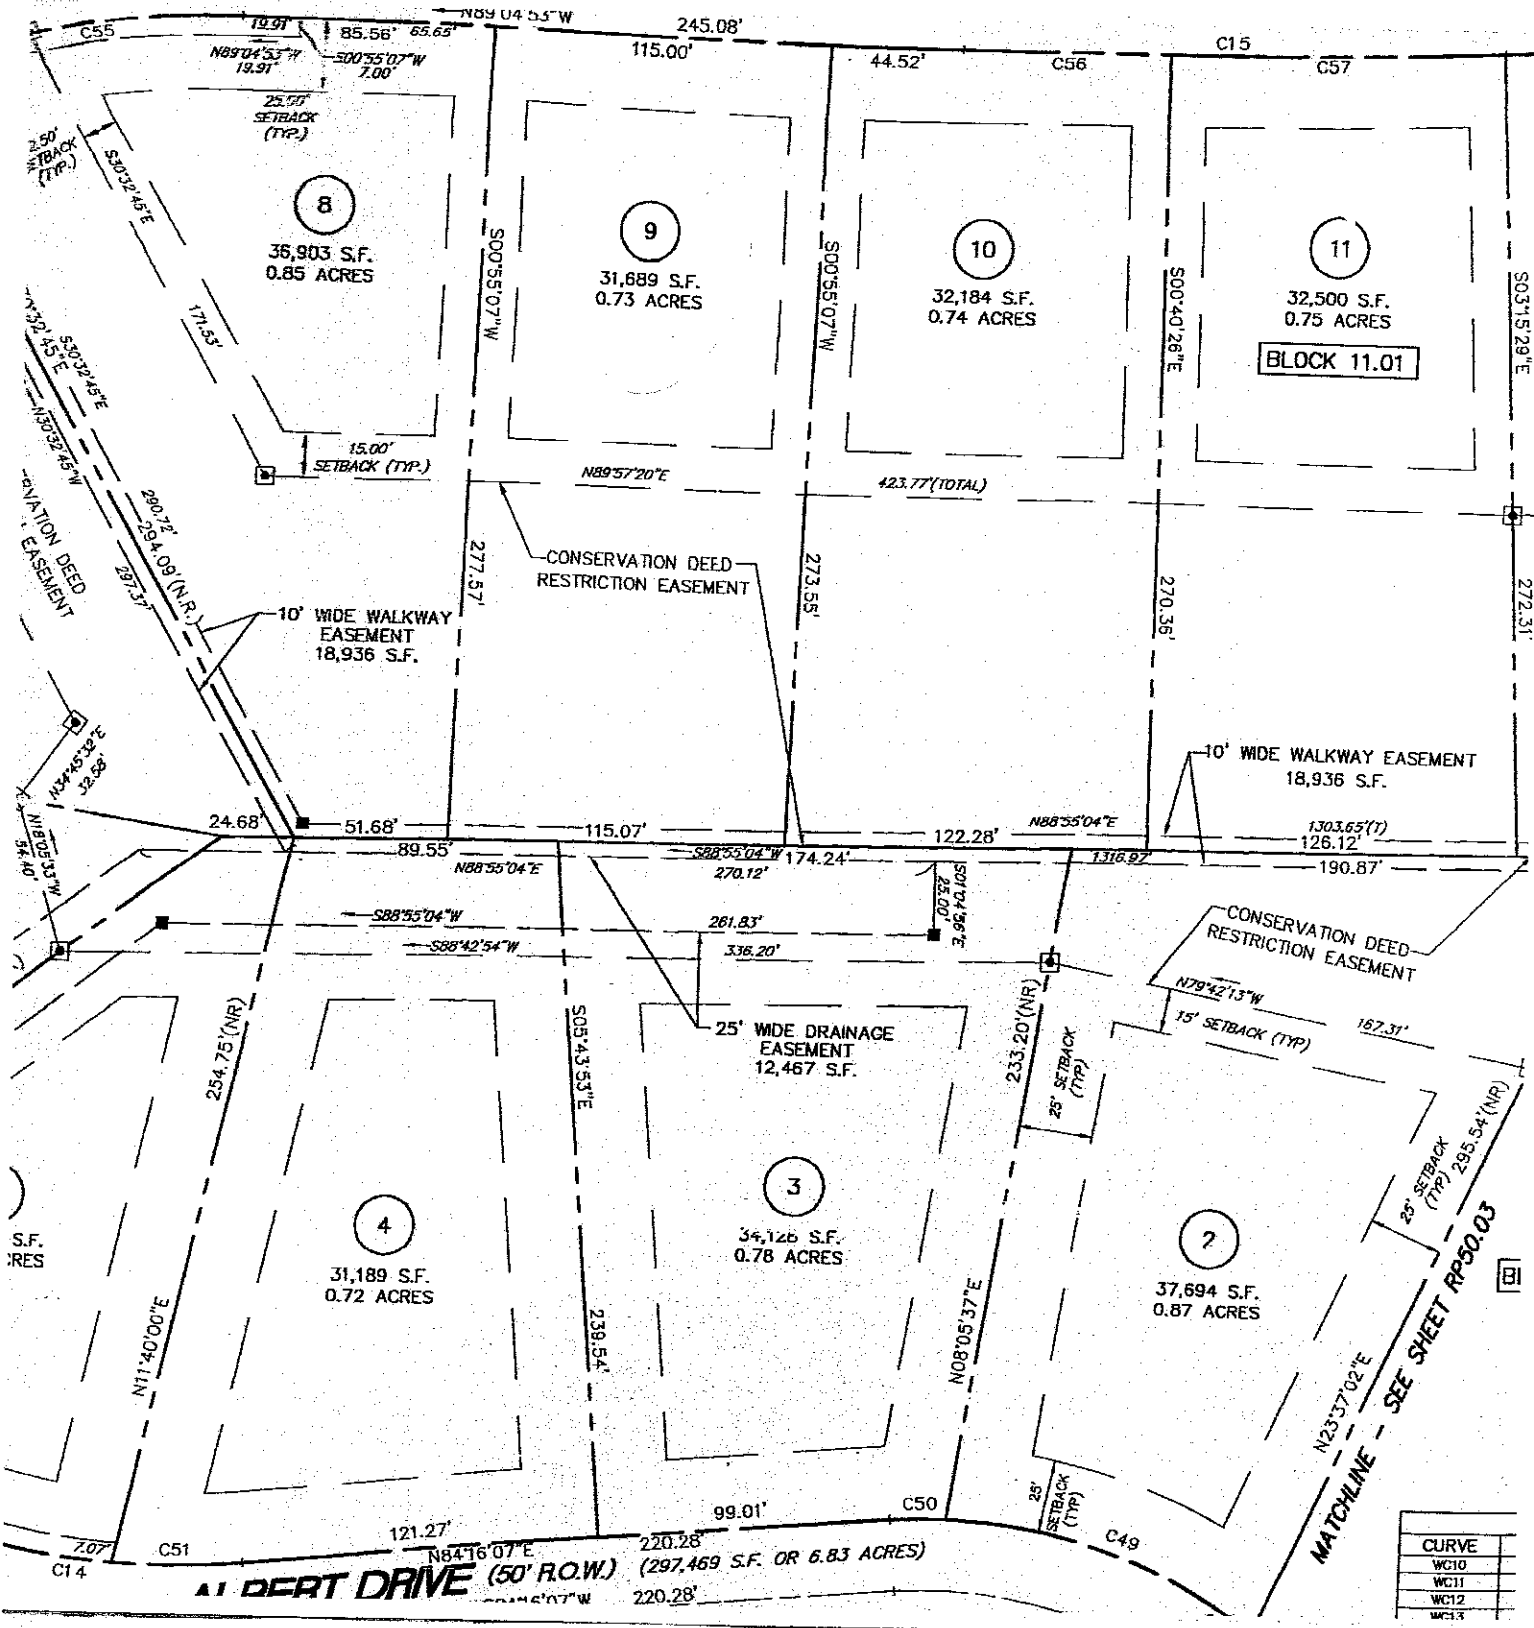 C55
19.91'
85.56'
65.65'
N89°04'53"W
245.08'
115.00'
44.52'
C56
C15
C57
N89°04'53"W
19.91'
S00°55'07"W
7.00'
25.00'
SETBACK
(TYP.)
(TYP.)
S30°32'45"E
171.53'
8
36,903 S.F.
0.85 ACRES
S00°55'07"W
9
31,689 S.F.
0.73 ACRES
S00°55'07"W
10
32,184 S.F.
0.74 ACRES
S00°40'26"E
11
32,500 S.F.
0.75 ACRES
BLOCK 11.01
S03°15'29"E
15.00'
SETBACK (TYP.)
N89°57'20"E
423.77'(TOTAL)
S30°32'45"E
N30°32'45"W
290.72'
294.09'(N.R.)
297.37'
DEED
EASEMENT
10' WIDE WALKWAY
EASEMENT
18,936 S.F.
277.57'
CONSERVATION DEED
RESTRICTION EASEMENT
273.55'
270.36'
272.31'
N34°45'32"E
32.58'
N18°05'33"W
54.40'
10' WIDE WALKWAY EASEMENT
18,936 S.F.
24.68'
51.68'
115.07'
122.28'
N88°55'04"E
1303.65'(T)
126.12'
89.55'
N88°55'04"E
S88°55'04"W
174.24'
270.12'
1316.97'
190.87'
S01°04'56"E
25.00'
S88°55'04"W
261.83'
S88°42'54"W
336.20'
CONSERVATION DEED
RESTRICTION EASEMENT
N79°42'13"W
167.31'
15' SETBACK (TYP)
254.75'(NR)
S05°43'53"E
25' WIDE DRAINAGE
EASEMENT
12,467 S.F.
233.20'(NR)
25' SETBACK
(TYP)
25' SETBACK
(TYP)
295.54'(NR)
S.F.
4
31,189 S.F.
0.72 ACRES
3
34,126 S.F.
0.78 ACRES
2
37,694 S.F.
0.87 ACRES
N11°40'00"E
239.54'
N08°05'37"E
N23°37'02"E
MATCHLINE - SEE SHEET RP50.03
25'
SETBACK
(TYP)
7.07'
C14
C51
121.27'
N84°16'07"E
99.01'
220.28'
C50
C49
ALBERT DRIVE (50' R.O.W.) (297,469 S.F. OR 6.83 ACRES)
220.28'
CURVE
WC10
WC11
WC12
WC13